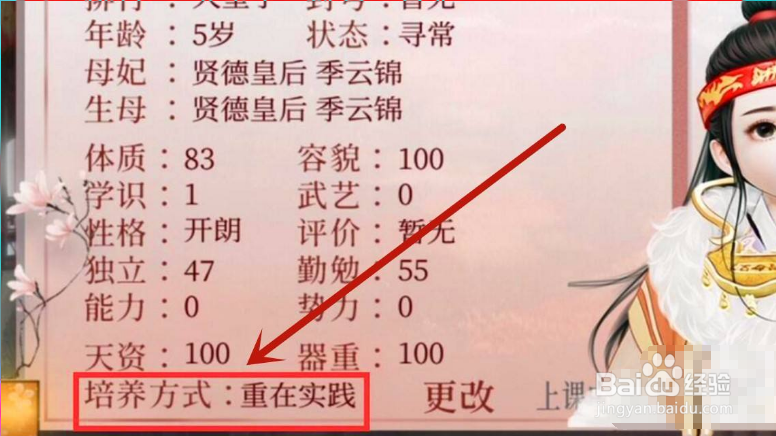 年龄：5岁 状态：寻常
母妃：贤德皇后 季云锦
生母：贤德皇后 季云锦
体质：83 容貌：100
学识：1 武艺：0
性格：开朗 评价：暂无
独立：47 勤勉：55
能力：0 势力：0
天资：100 器重：100
培养方式：重在实践 更改 上课
Baidu经验
jingyan.baidu.com